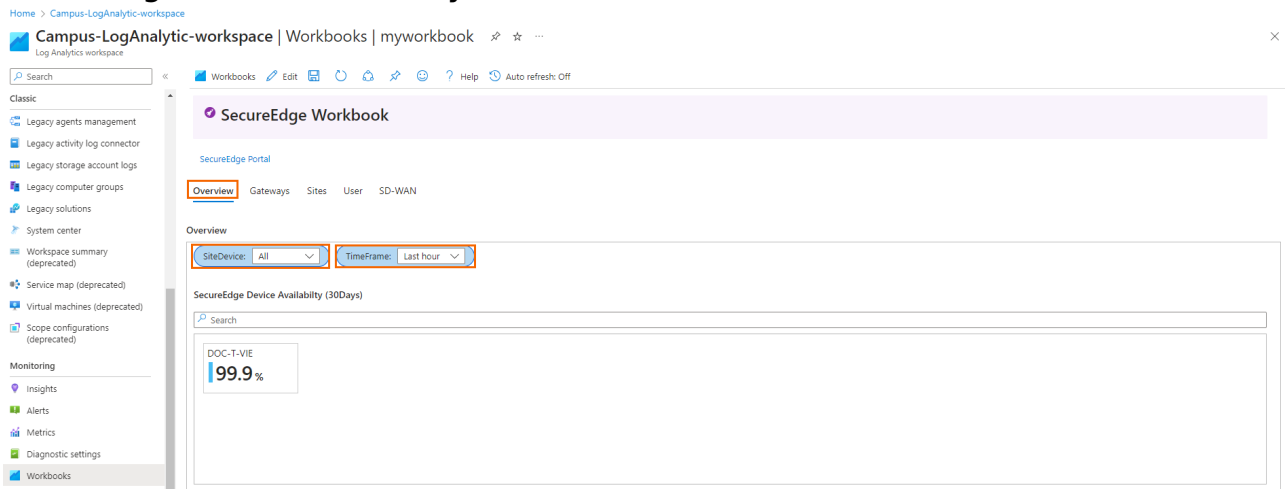 Home > Campus-LogAnalytic-workspace
Campus-LogAnalytic-workspace | Workbooks | myworkbook
Log Analytics workspace
Search
Workbooks Edit Help Auto refresh: Off
Classic
Legacy agents management
Legacy activity log connector
Legacy storage account logs
Legacy computer groups
Legacy solutions
System center
Workspace summary
(deprecated)
Service map (deprecated)
Virtual machines (deprecated)
Scope configurations
(deprecated)
Monitoring
Insights
Alerts
Metrics
Diagnostic settings
Workbooks
SecureEdge Workbook
SecureEdge Portal
Overview Gateways Sites User SD-WAN
Overview
SiteDevice: All TimeFrame: Last hour
SecureEdge Device Availabilty (30Days)
Search
DOC-T-VIE
99.9 %